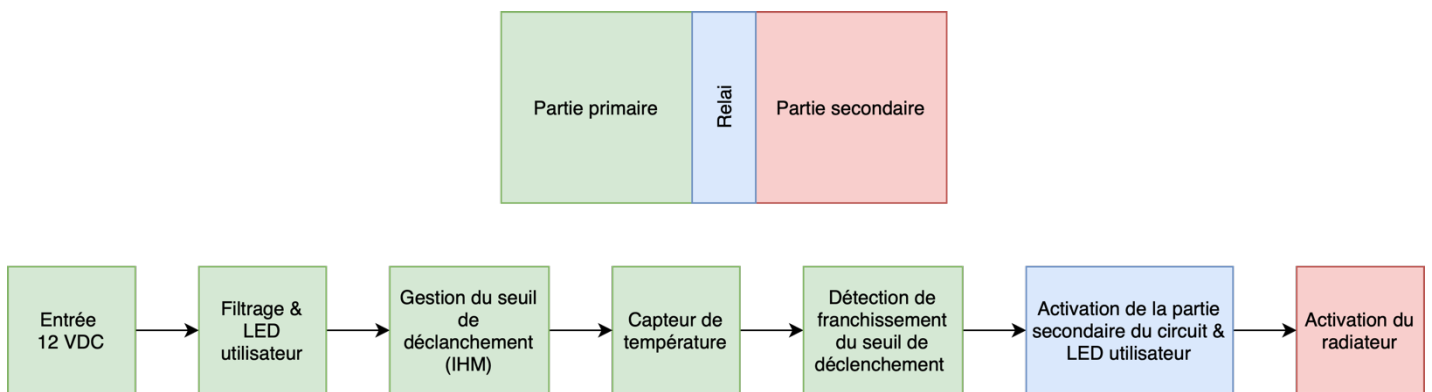 Partie primaire
Relai
Partie secondaire
Entrée
12 VDC
Filtrage &
LED
utilisateur
Gestion du seuil
de
déclanchement
(IHM)
Capteur de
température
Détection de
franchissement
du seuil de
déclenchement
Activation de la partie
secondaire du circuit &
LED utilisateur
Activation du
radiateur